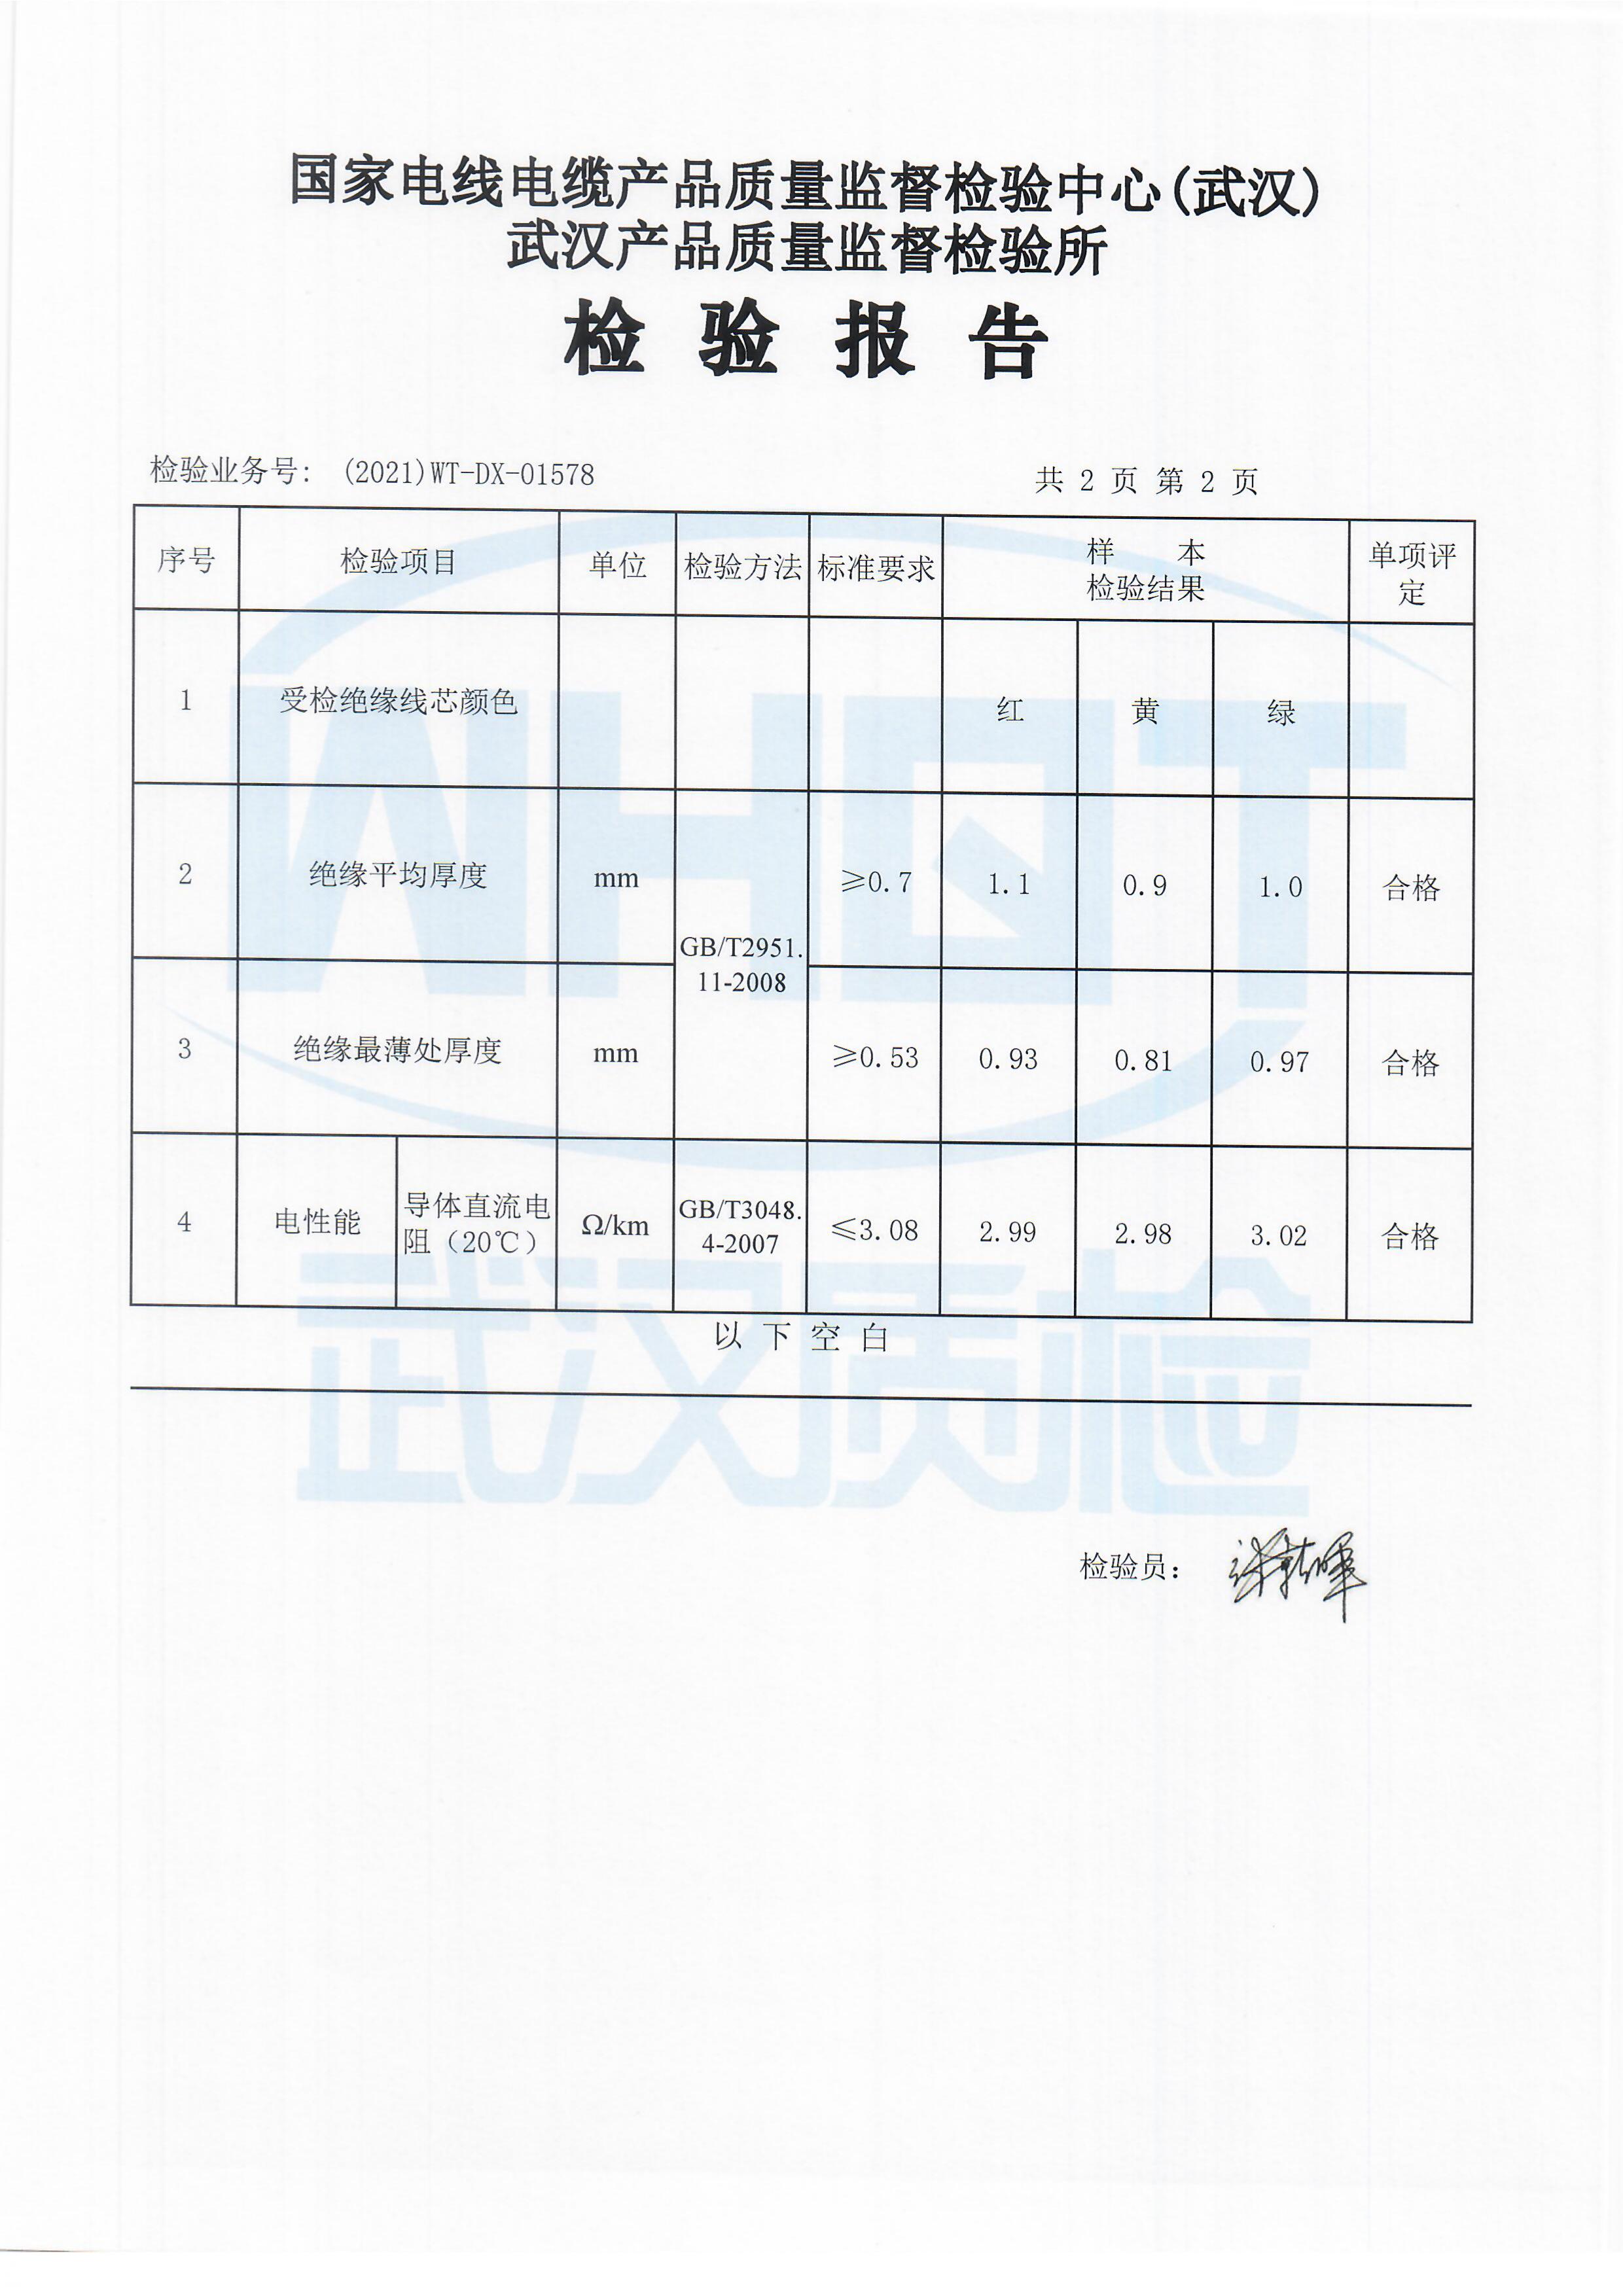 国家电线电缆产品质量监督检验中心(武汉)
武汉产品质量监督检验所
检验报告
检验业务号: (2021)WT-DX-01578
共 2 页 第 2 页
序号 检验项目 单位 检验方法 标准要求 样 本 检验结果 单项评定
1 受检绝缘线芯颜色 红 黄 绿
2 绝缘平均厚度 mm GB/T2951.11-2008 ≥0.7 1.1 0.9 1.0 合格
3 绝缘最薄处厚度 mm ≥0.53 0.93 0.81 0.97 合格
4 电性能 导体直流电阻（20℃） Ω/km GB/T3048.4-2007 ≤3.08 2.99 2.98 3.02 合格
以 下 空 白
WHQT
武汉质检
检验员：